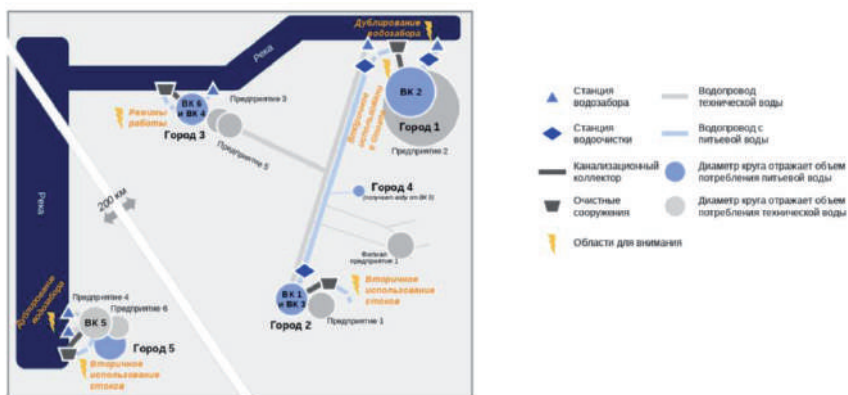 Дублирование
водозабора
Река
ВК 6
и ВК 4
Предприятие 3
Режимы
работы
Город 3
Предприятие 5
Вторичное
использование
стоков
ВК 2
Город 1
Предприятие 2
Город 4
(получает воду от ВК 3)
Филиал
предприятие 1
Река
200 км
ВК 1
и ВК 3
Вторичное
использование
стоков
Город 2
Предприятие 1
Дублирование
водозабора
Предприятие 4
Предприятие 6
ВК 5
Город 5
Вторичное
использование
стоков
Станция
водозабора
Водопровод
технической воды
Станция
водоочистки
Водопровод с
питьевой воды
Канализационный
коллектор
Диаметр круга отражает объем
потребления питьевой воды
Очистные
сооружения
Диаметр круга отражает объем
потребления технической воды
Области для внимания